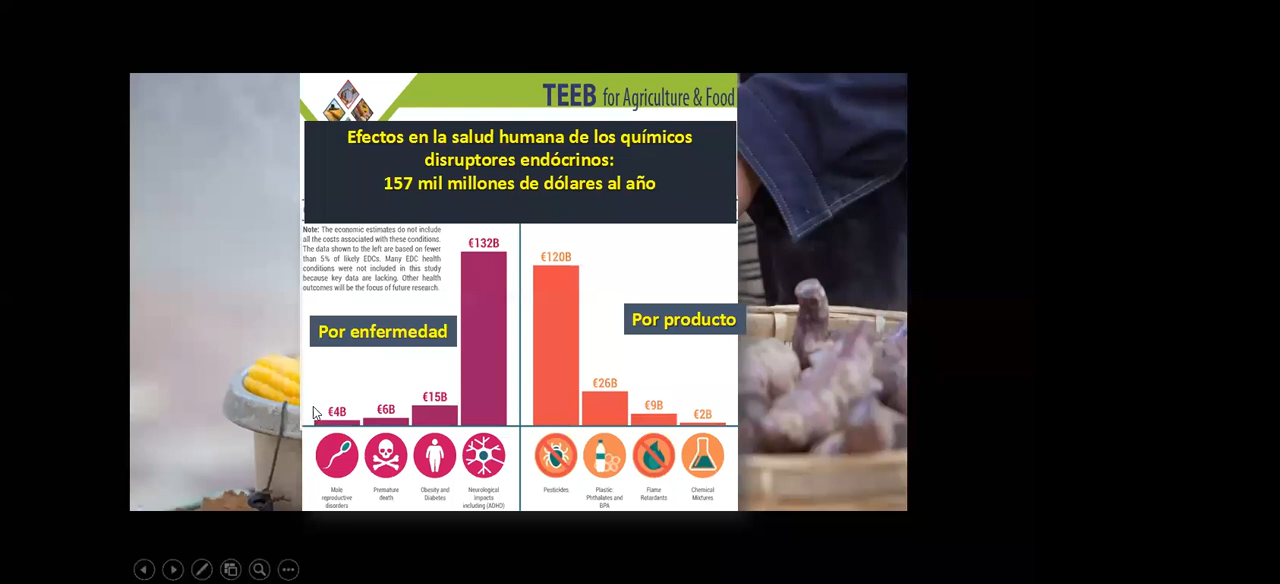 TEEB for Agriculture & Food
Efectos en la salud humana de los químicos
disruptores endócrinos:
157 mil millones de dólares al año
Note: The economic estimates do not include
all the costs associated with these conditions.
The data shown to the left are based on fewer
than 5% of likely EDCs. Many EDC health
conditions were not included in this study
because key data are lacking. Other health
outcomes will be the focus of future research.
Por enfermedad
€4B
€6B
€15B
€132B
Male
reproductive
disorders
Premature
deaths
Obesity and
Diabetes
Neurological
impacts
including (ADHD)
Por producto
€120B
€26B
€9B
€2B
Pesticides
Plastic:
Phthalates and
BPA
Flame
Retardants
Chemical
Mixtures